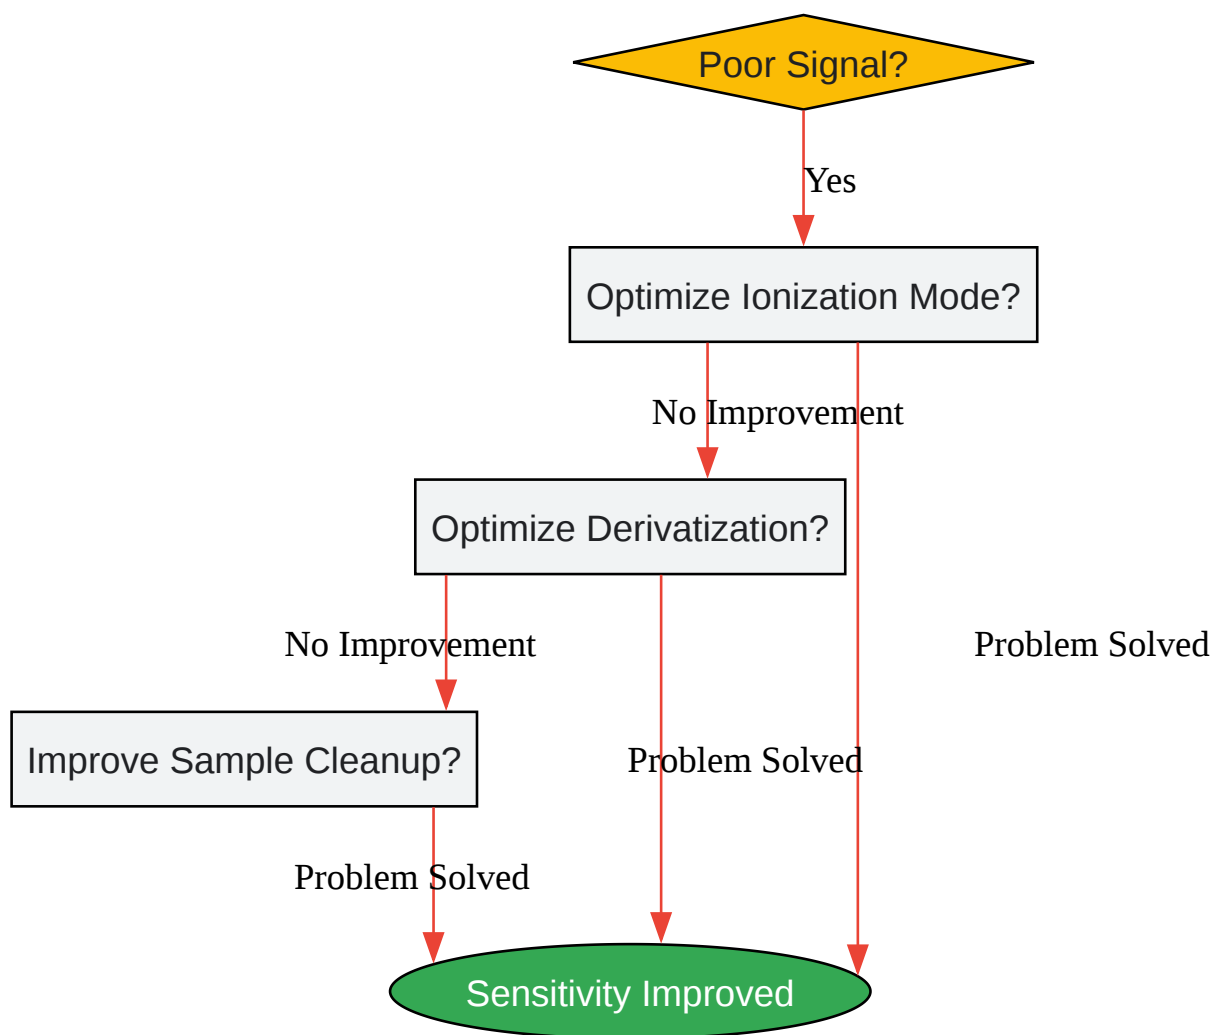 Poor Signal?
Yes
Optimize Ionization Mode?
No Improvement
Optimize Derivatization?
No Improvement
Problem Solved
Improve Sample Cleanup?
Problem Solved
Problem Solved
Sensitivity Improved